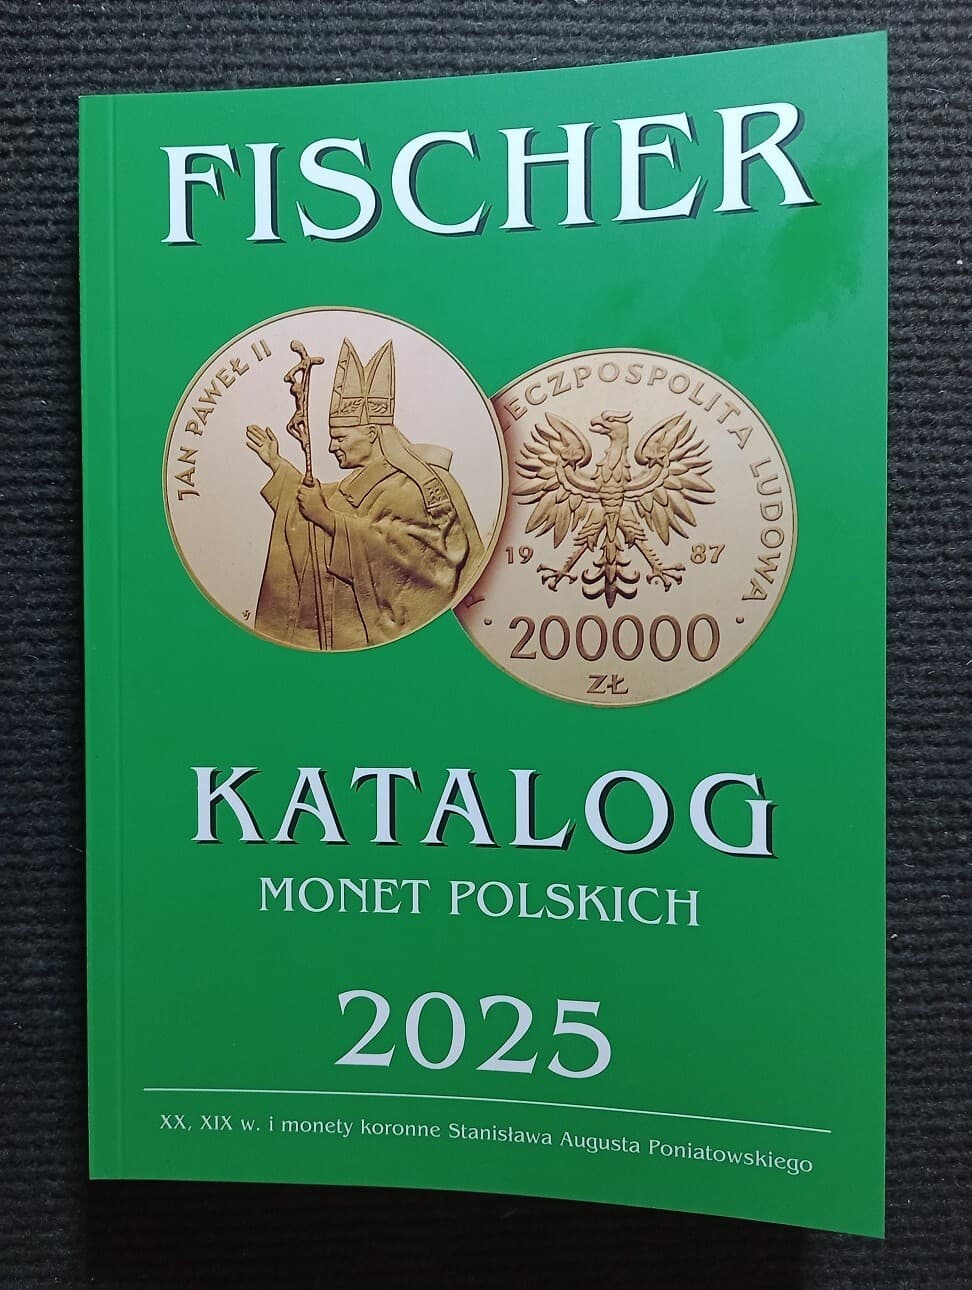 FISCHER
JAN PAWEŁ II
RZECZPOSPOLITA LUDOWA
19 87
· 200000 ·
ZŁ
KATALOG
MONET POLSKICH
2025
XX, XIX w. i monety koronne Stanisława Augusta Poniatowskiego